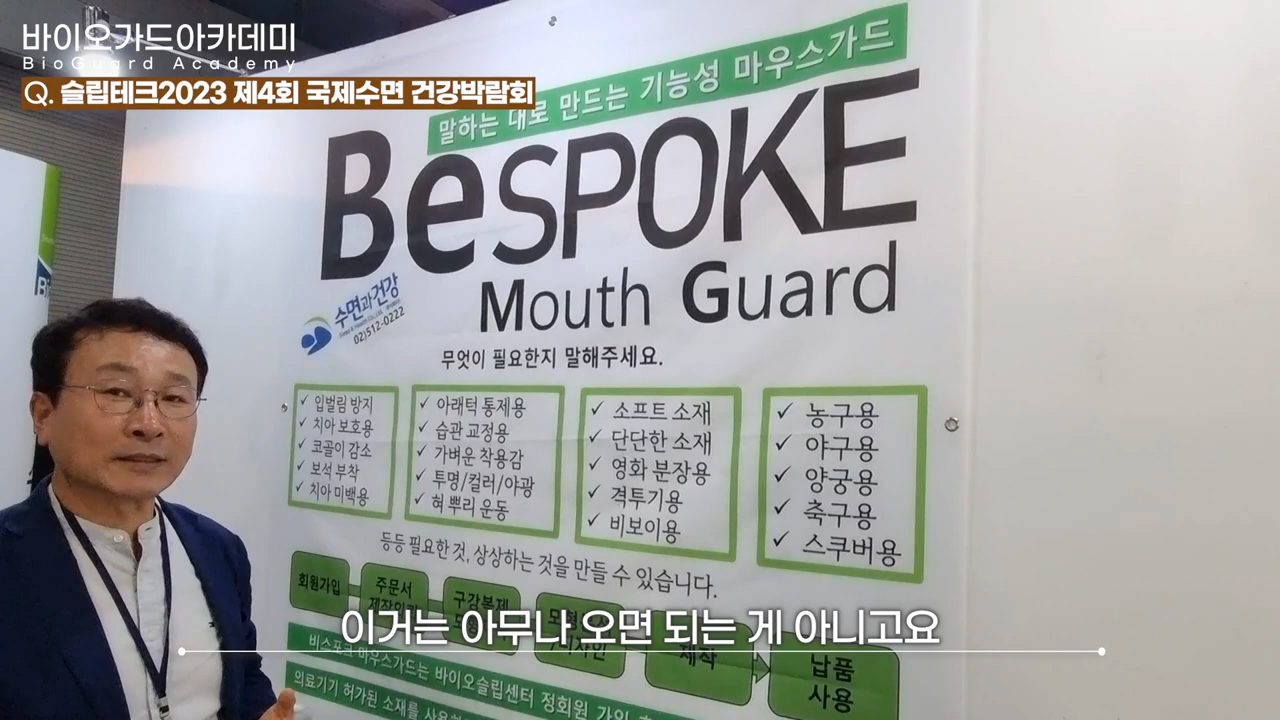 바이오가드아카데미
BioGuard Academy
Q. 슬립테크2023 제4회 국제수면 건강박람회
말하는 대로 만드는 기능성 마우스가드
BeSPOKE
Mouth Guard
수면과건강
02)512-0222
무엇이 필요한지 말해주세요.
✓ 입벌림 방지
✓ 치아 보호용
✓ 코골이 감소
✓ 보석 부착
✓ 치아 미백용
✓ 아래턱 통제용
✓ 습관 교정용
✓ 가벼운 착용감
✓ 투명/컬러/야광
✓ 혀 뿌리 운동
✓ 소프트 소재
✓ 단단한 소재
✓ 영화 분장용
✓ 격투기용
✓ 비보이용
✓ 농구용
✓ 야구용
✓ 양궁용
✓ 축구용
✓ 스쿠버용
등등 필요한 것, 상상하는 것을 만들 수 있습니다.
회원가입
주문서
구강복제
제작
납품
사용
이거는 아무나 오면 되는 게 아니고요
비스포크 마우스가드는 바이오슬립센터 정회원 가입
의료기기 허가된 소재를